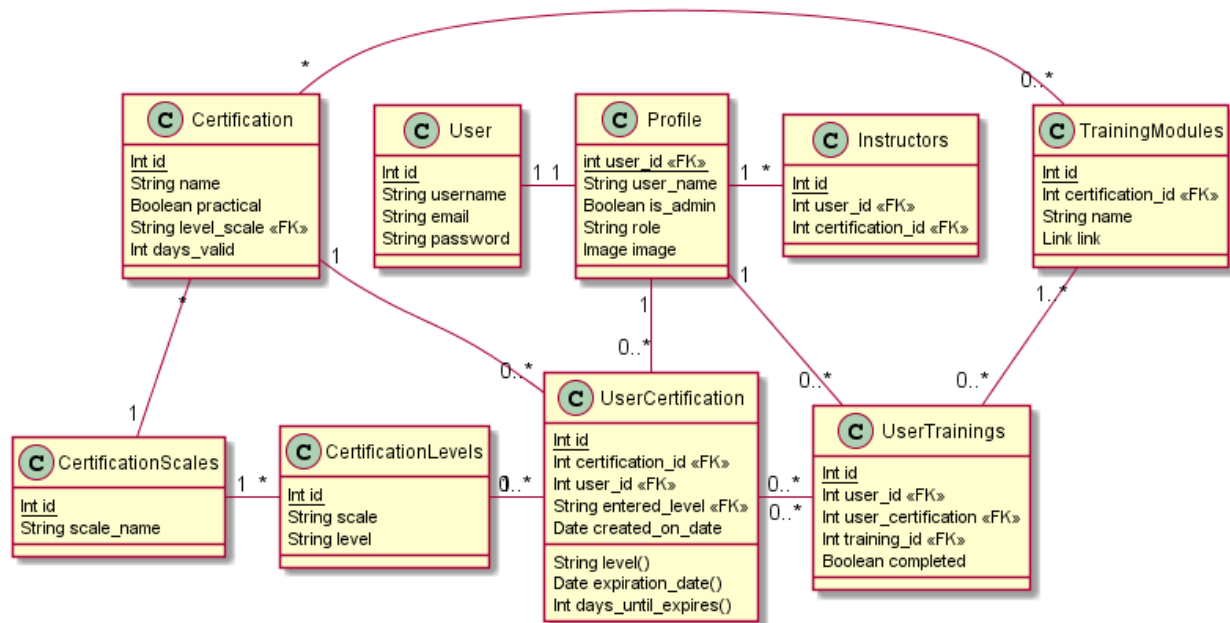 *
0..*
C Certification
Int id
String name
Boolean practical
String level_scale «FK»
Int days_valid
C User
Int id
String username
String email
String password
1 1
C Profile
int user_id «FK»
String user_name
Boolean is_admin
String role
Image image
1 *
C Instructors
Int id
Int user_id «FK»
Int certification_id «FK»
C TrainingModules
Int id
Int certification_id «FK»
String name
Link link
*
1
1
1
1..*
1
0..*
0..*
0..*
0..*
C CertificationScales
Int id
String scale_name
1 *
C CertificationLevels
Int id
String scale
String level
0..*
C UserCertification
Int id
Int certification_id «FK»
Int user_id «FK»
String entered_level «FK»
Date created_on_date
String level()
Date expiration_date()
Int days_until_expires()
0..*
0..*
C UserTrainings
Int id
Int user_id «FK»
Int user_certification «FK»
Int training_id «FK»
Boolean completed